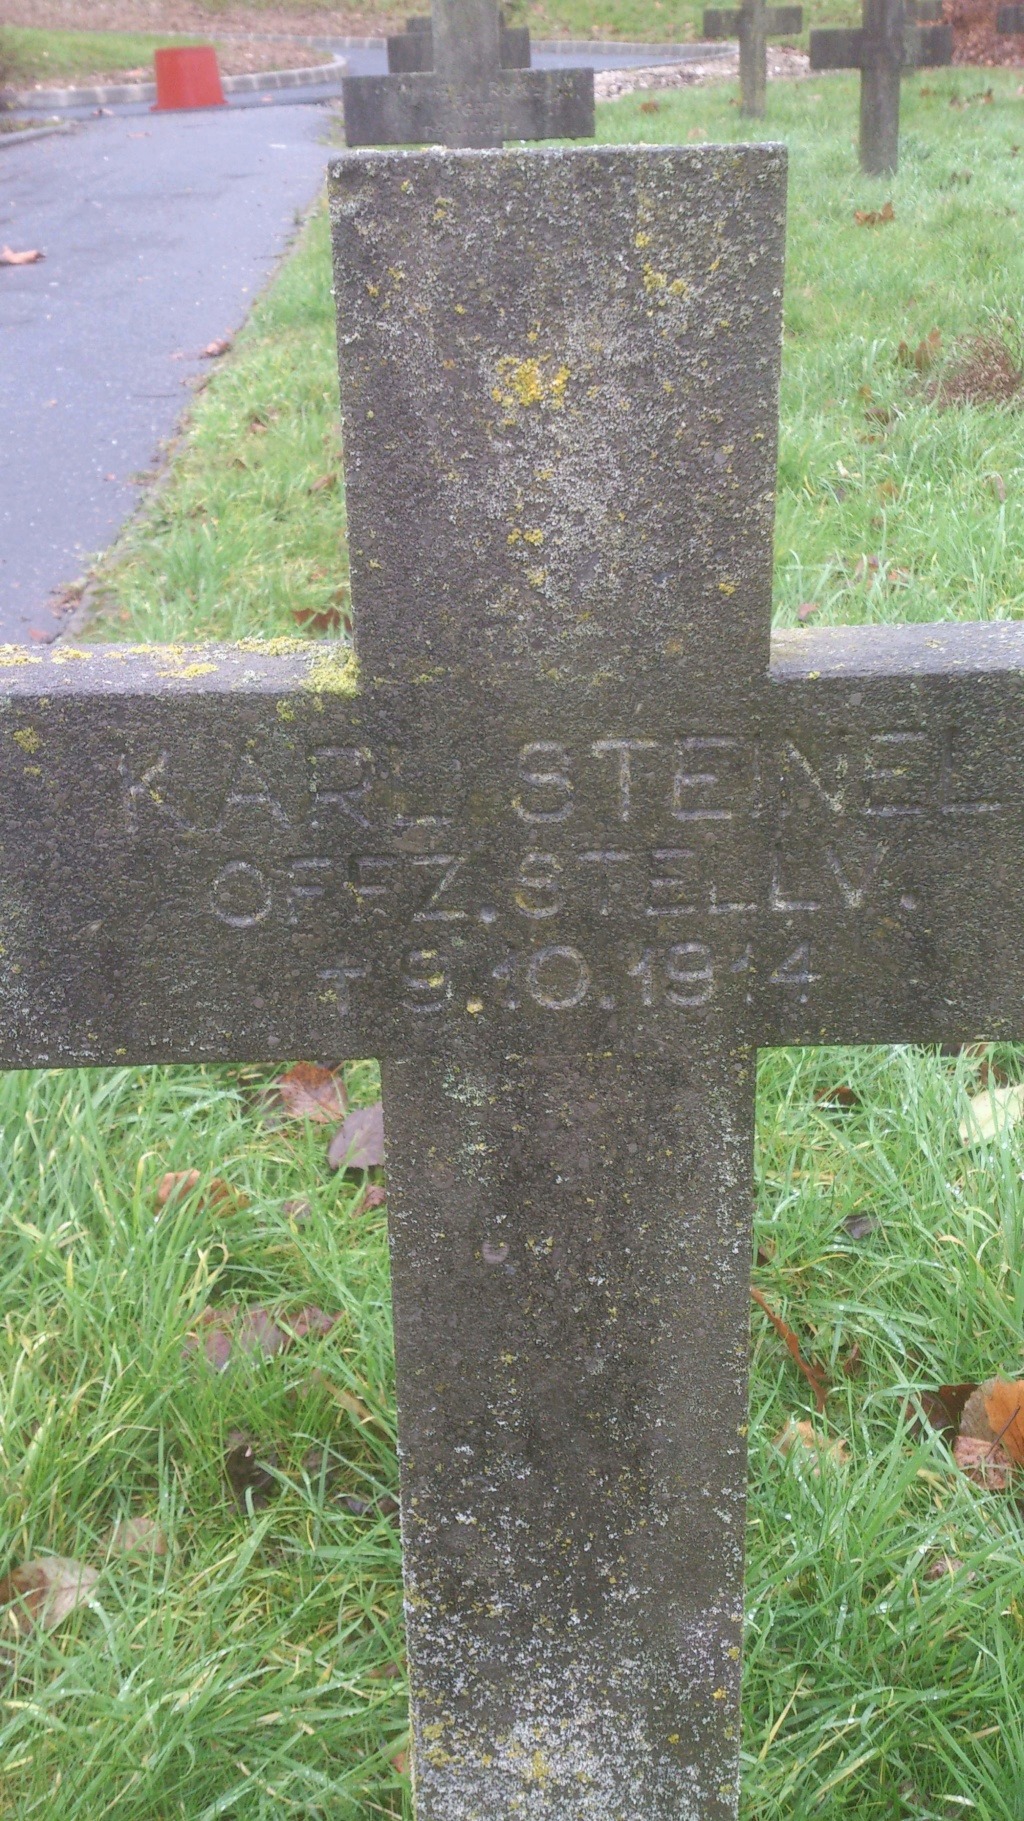 KARL STEINEL
OFFZ.STELLV.
† 9.10.1914